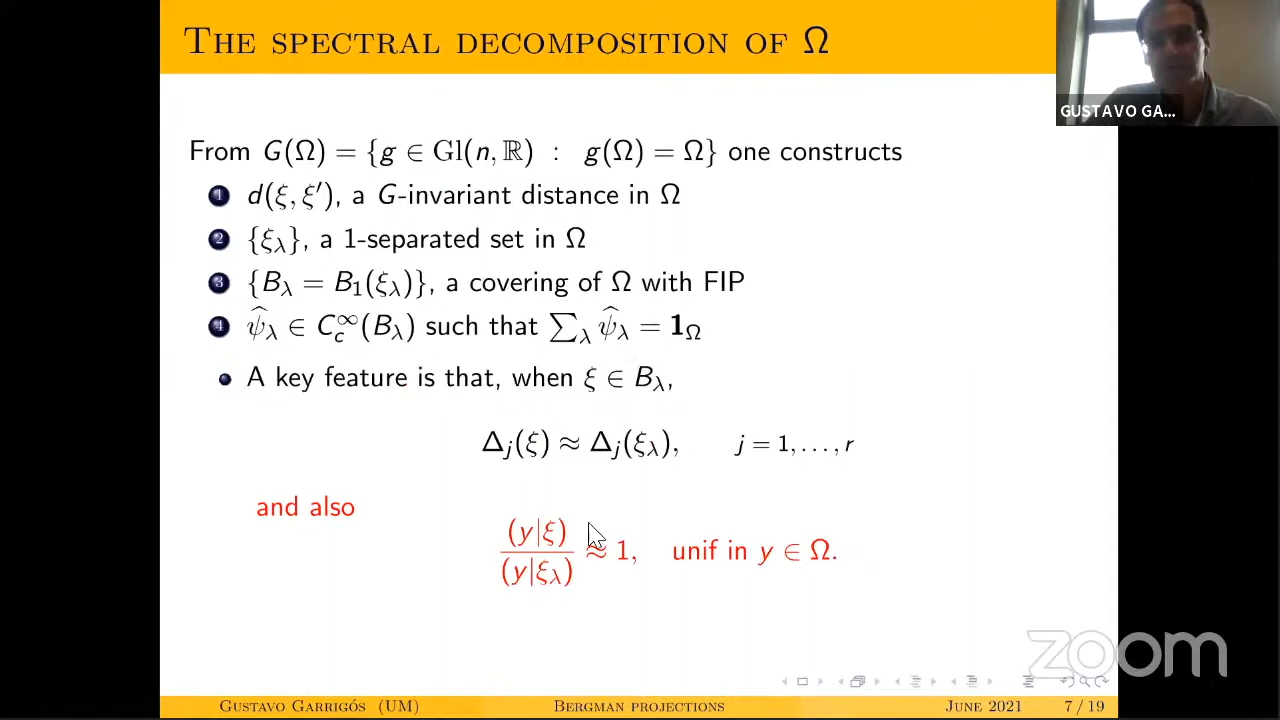 THE SPECTRAL DECOMPOSITION OF Ω
GUSTAVO GA...
From G(Ω) = {g ∈ Gl(n, ℝ) : g(Ω) = Ω} one constructs
1 d(ξ, ξ′), a G-invariant distance in Ω
2 {ξ_λ}, a 1-separated set in Ω
3 {B_λ = B₁(ξ_λ)}, a covering of Ω with FIP
4 ψ̂_λ ∈ C_c^∞(B_λ) such that ∑_λ ψ̂_λ = 𝟏_Ω
• A key feature is that, when ξ ∈ B_λ,
Δ_j(ξ) ≈ Δ_j(ξ_λ), j = 1, . . . , r
and also
(y|ξ) / (y|ξ_λ) ≈ 1, unif in y ∈ Ω.
zoom
GUSTAVO GARRIGÓS (UM) BERGMAN PROJECTIONS JUNE 2021 7 / 19